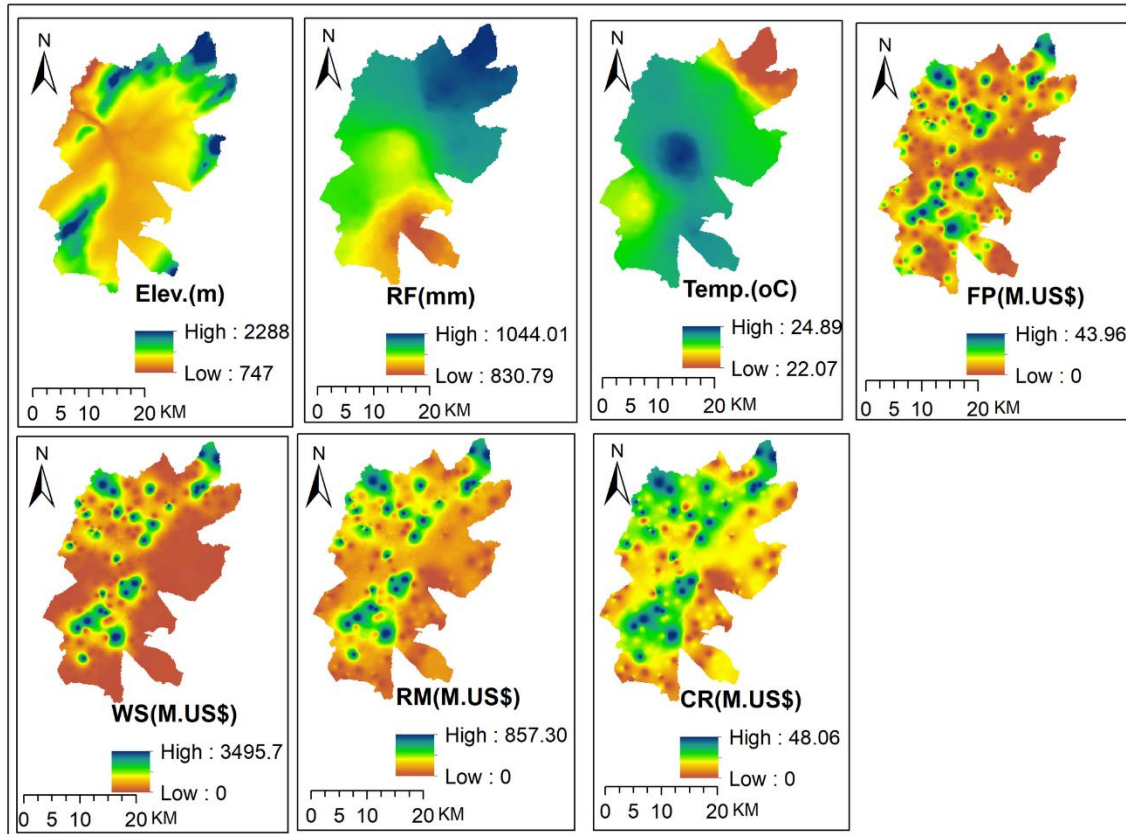 N
Elev.(m)
High : 2288
Low : 747
0 5 10 20 KM
N
RF(mm)
High : 1044.01
Low : 830.79
0 5 10 20 KM
N
Temp.(oC)
High : 24.89
Low : 22.07
0 5 10 20 KM
N
FP(M.US$)
High : 43.96
Low : 0
0 5 10 20 KM
N
WS(M.US$)
High : 3495.7
Low : 0
0 5 10 20 KM
N
RM(M.US$)
High : 857.30
Low : 0
0 5 10 20 KM
N
CR(M.US$)
High : 48.06
Low : 0
0 5 10 20 KM